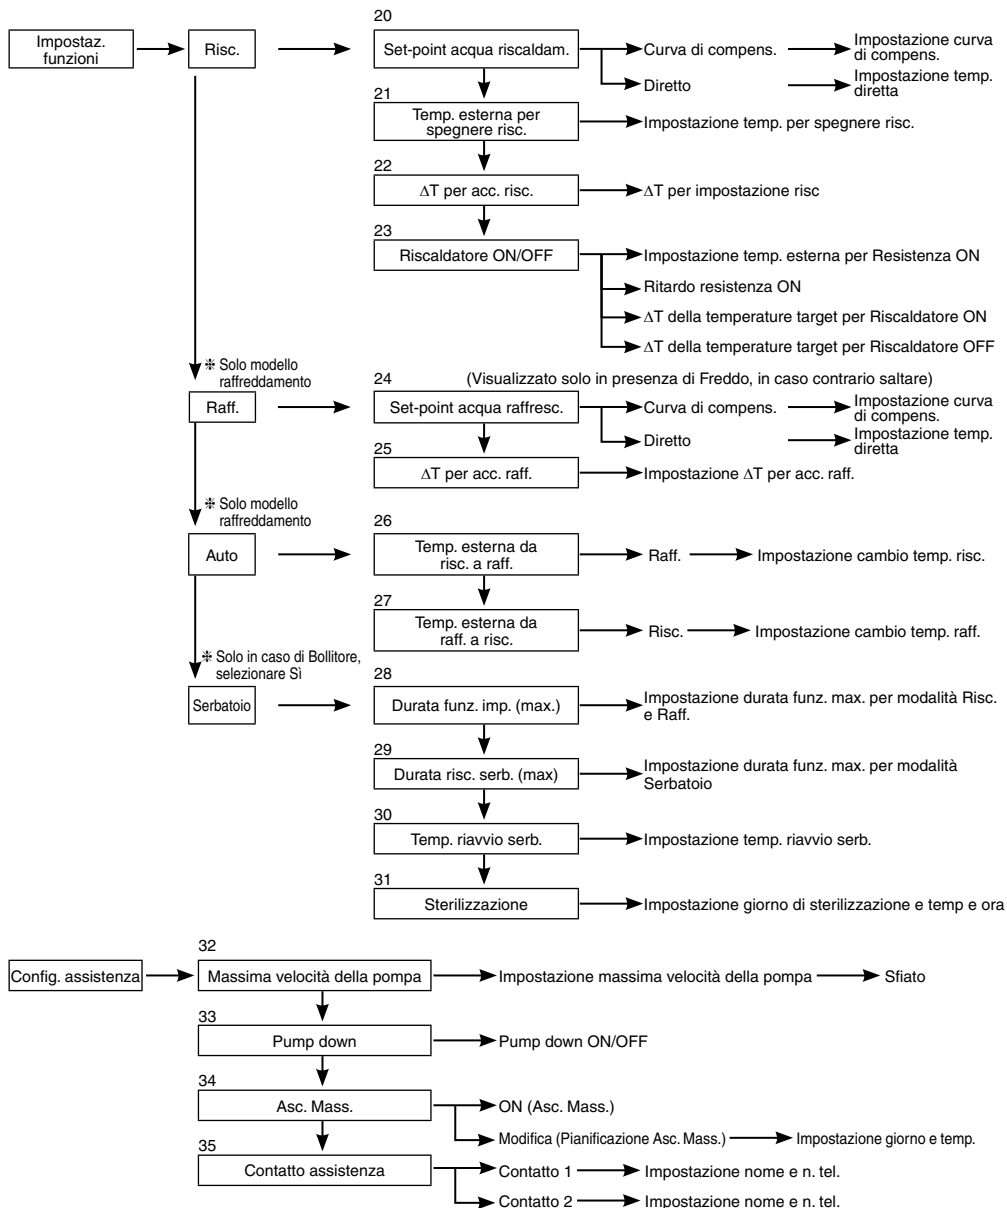 20
Impostaz.
funzioni
Risc.
Set-point acqua riscaldam.
Curva di compens.
Impostazione curva
di compens.
Diretto
Impostazione temp.
diretta
21
Temp. esterna per
spegnere risc.
Impostazione temp. per spegnere risc.
22
ΔT per acc. risc.
ΔT per impostazione risc
23
Riscaldatore ON/OFF
Impostazione temp. esterna per Resistenza ON
Ritardo resistenza ON
ΔT della temperature target per Riscaldatore ON
ΔT della temperature target per Riscaldatore OFF
❉ Solo modello
raffreddamento
24
(Visualizzato solo in presenza di Freddo, in caso contrario saltare)
Raff.
Set-point acqua raffresc.
Curva di compens.
Impostazione curva
di compens.
Diretto
Impostazione temp.
diretta
25
ΔT per acc. raff.
Impostazione ΔT per acc. raff.
❉ Solo modello
raffreddamento
26
Auto
Temp. esterna da
risc. a raff.
Raff.
Impostazione cambio temp. risc.
27
Temp. esterna da
raff. a risc.
Risc.
Impostazione cambio temp. raff.
❉ Solo in caso di Bollitore,
selezionare Sì
28
Serbatoio
Durata funz. imp. (max.)
Impostazione durata funz. max. per modalità Risc.
e Raff.
29
Durata risc. serb. (max)
Impostazione durata funz. max. per modalità
Serbatoio
30
Temp. riavvio serb.
Impostazione temp. riavvio serb.
31
Sterilizzazione
Impostazione giorno di sterilizzazione e temp e ora
32
Config. assistenza
Massima velocità della pompa
Impostazione massima velocità della pompa
Sfiato
33
Pump down
Pump down ON/OFF
34
Asc. Mass.
ON (Asc. Mass.)
Modifica (Pianificazione Asc. Mass.)
Impostazione giorno e temp.
35
Contatto assistenza
Contatto 1
Impostazione nome e n. tel.
Contatto 2
Impostazione nome e n. tel.